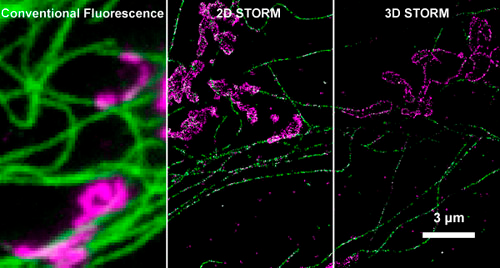 Conventional Fluorescence
2D STORM
3D STORM
3 μm